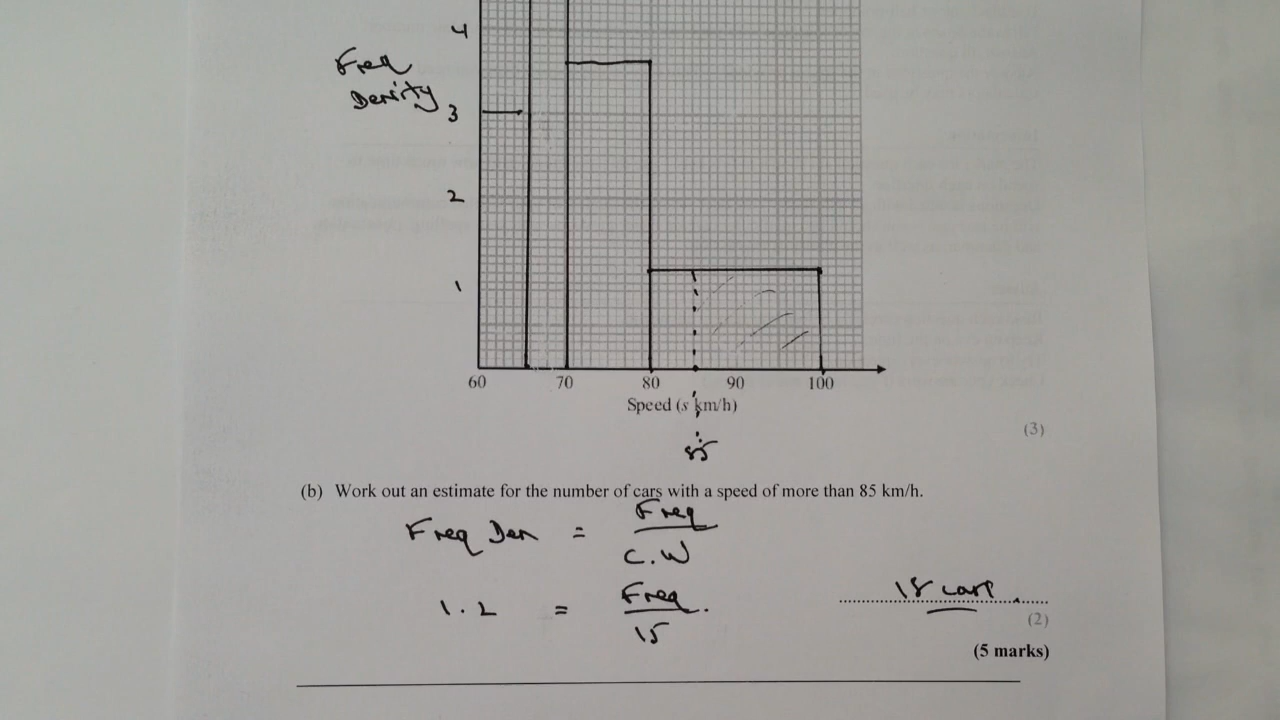 4
Freq
Density
3
2
1
60 70 80 90 100
Speed (s km/h)
85
(3)
(b) Work out an estimate for the number of cars with a speed of more than 85 km/h.
Freq Den = Freq
C.W
1.2 = Freq.
15
18 cars.
(2)
(5 marks)